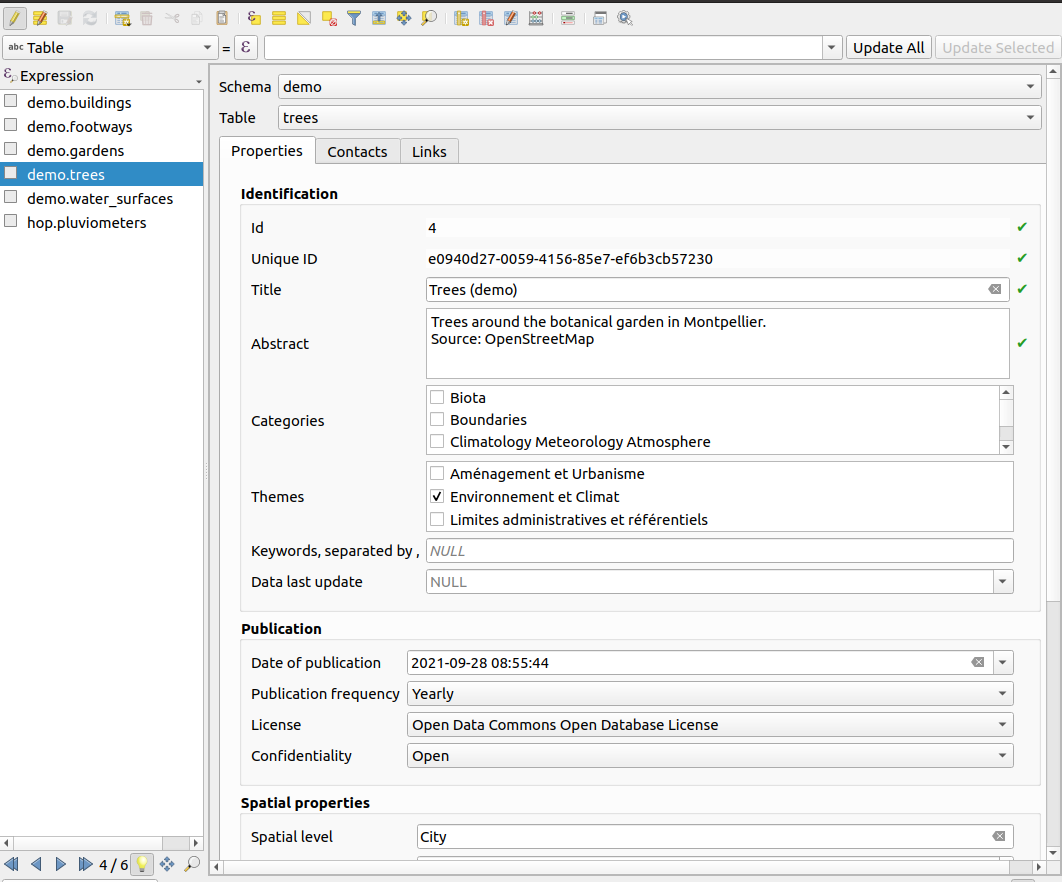 abc Table
=
ε
Update All
Update Selected
Expression
demo.buildings
demo.footways
demo.gardens
demo.trees
demo.water_surfaces
hop.pluviometers
4 / 6
Schema demo
Table trees
Properties Contacts Links
Identification
Id 4
Unique ID e0940d27-0059-4156-85e7-ef6b3cb57230
Title Trees (demo)
Abstract
Trees around the botanical garden in Montpellier.
Source: OpenStreetMap
Categories
Biota
Boundaries
Climatology Meteorology Atmosphere
Themes
Aménagement et Urbanisme
Environnement et Climat
Limites administratives et référentiels
Keywords, separated by , NULL
Data last update NULL
Publication
Date of publication 2021-09-28 08:55:44
Publication frequency Yearly
License Open Data Commons Open Database License
Confidentiality Open
Spatial properties
Spatial level City